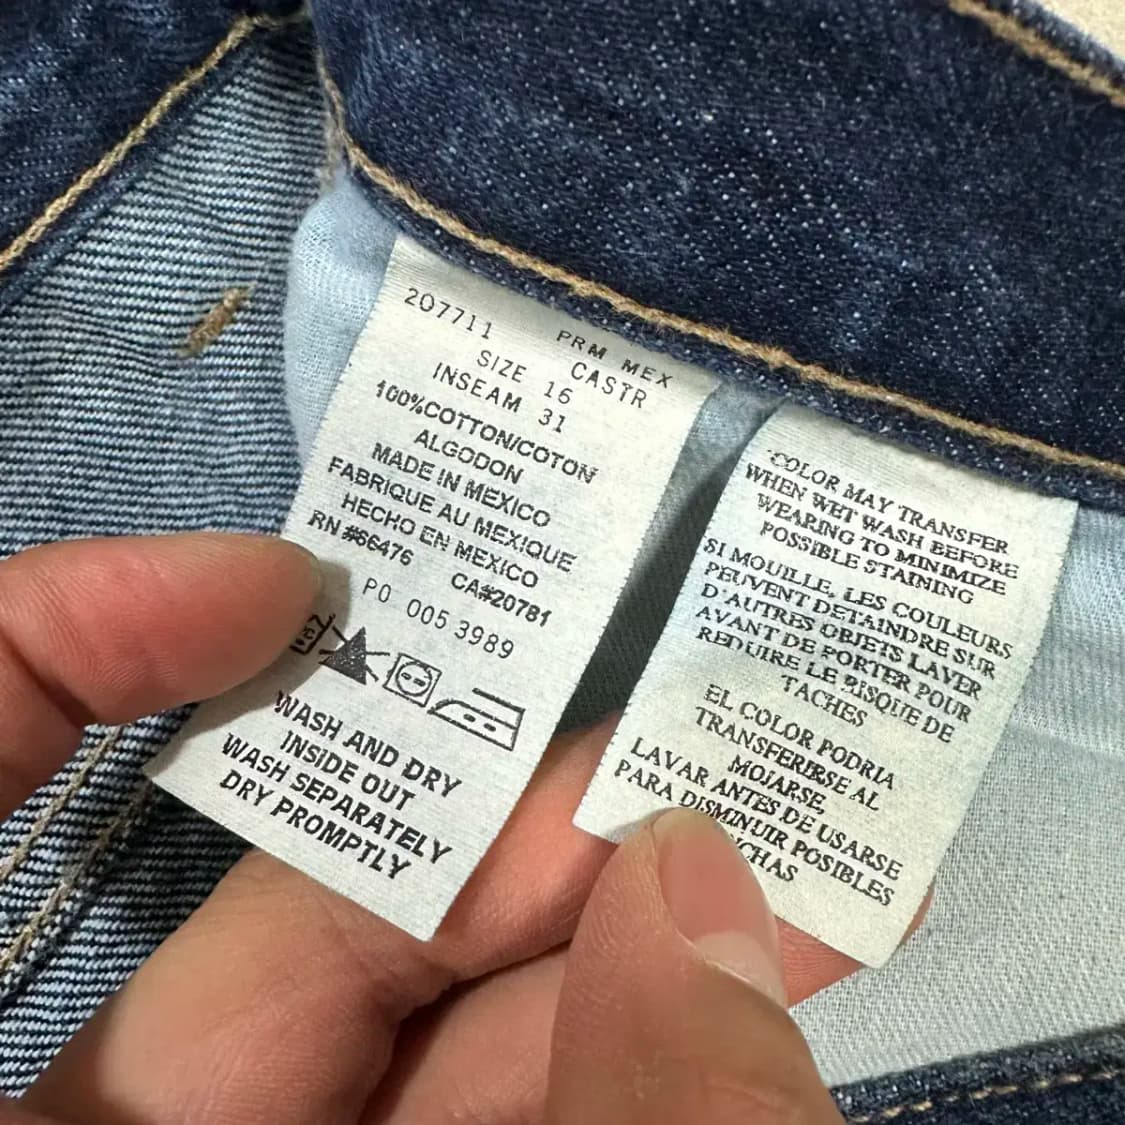 207711 PRM MEX
SIZE 16 CASTR
INSEAM 31
100%COTTON/COTON
ALGODON
MADE IN MEXICO
FABRIQUE AU MEXIQUE
HECHO EN MEXICO
RN #66476 CA#20781
PO 005 3989
WASH AND DRY
INSIDE OUT
WASH SEPARATELY
DRY PROMPTLY
COLOR MAY TRANSFER
WHEN WET WASH BEFORE
WEARING TO MINIMIZE
POSSIBLE STAINING
SI MOUILLE, LES COULEURS
PEUVENT DETAINDRE SUR
D'AUTRES OBJETS LAVER
AVANT DE PORTER POUR
REDUIRE LE RISQUE DE
TACHES
EL COLOR PODRIA
TRANSFERIRSE AL
MOJARSE,
LAVAR ANTES DE USARSE
PARA DISMINUIR POSIBLES